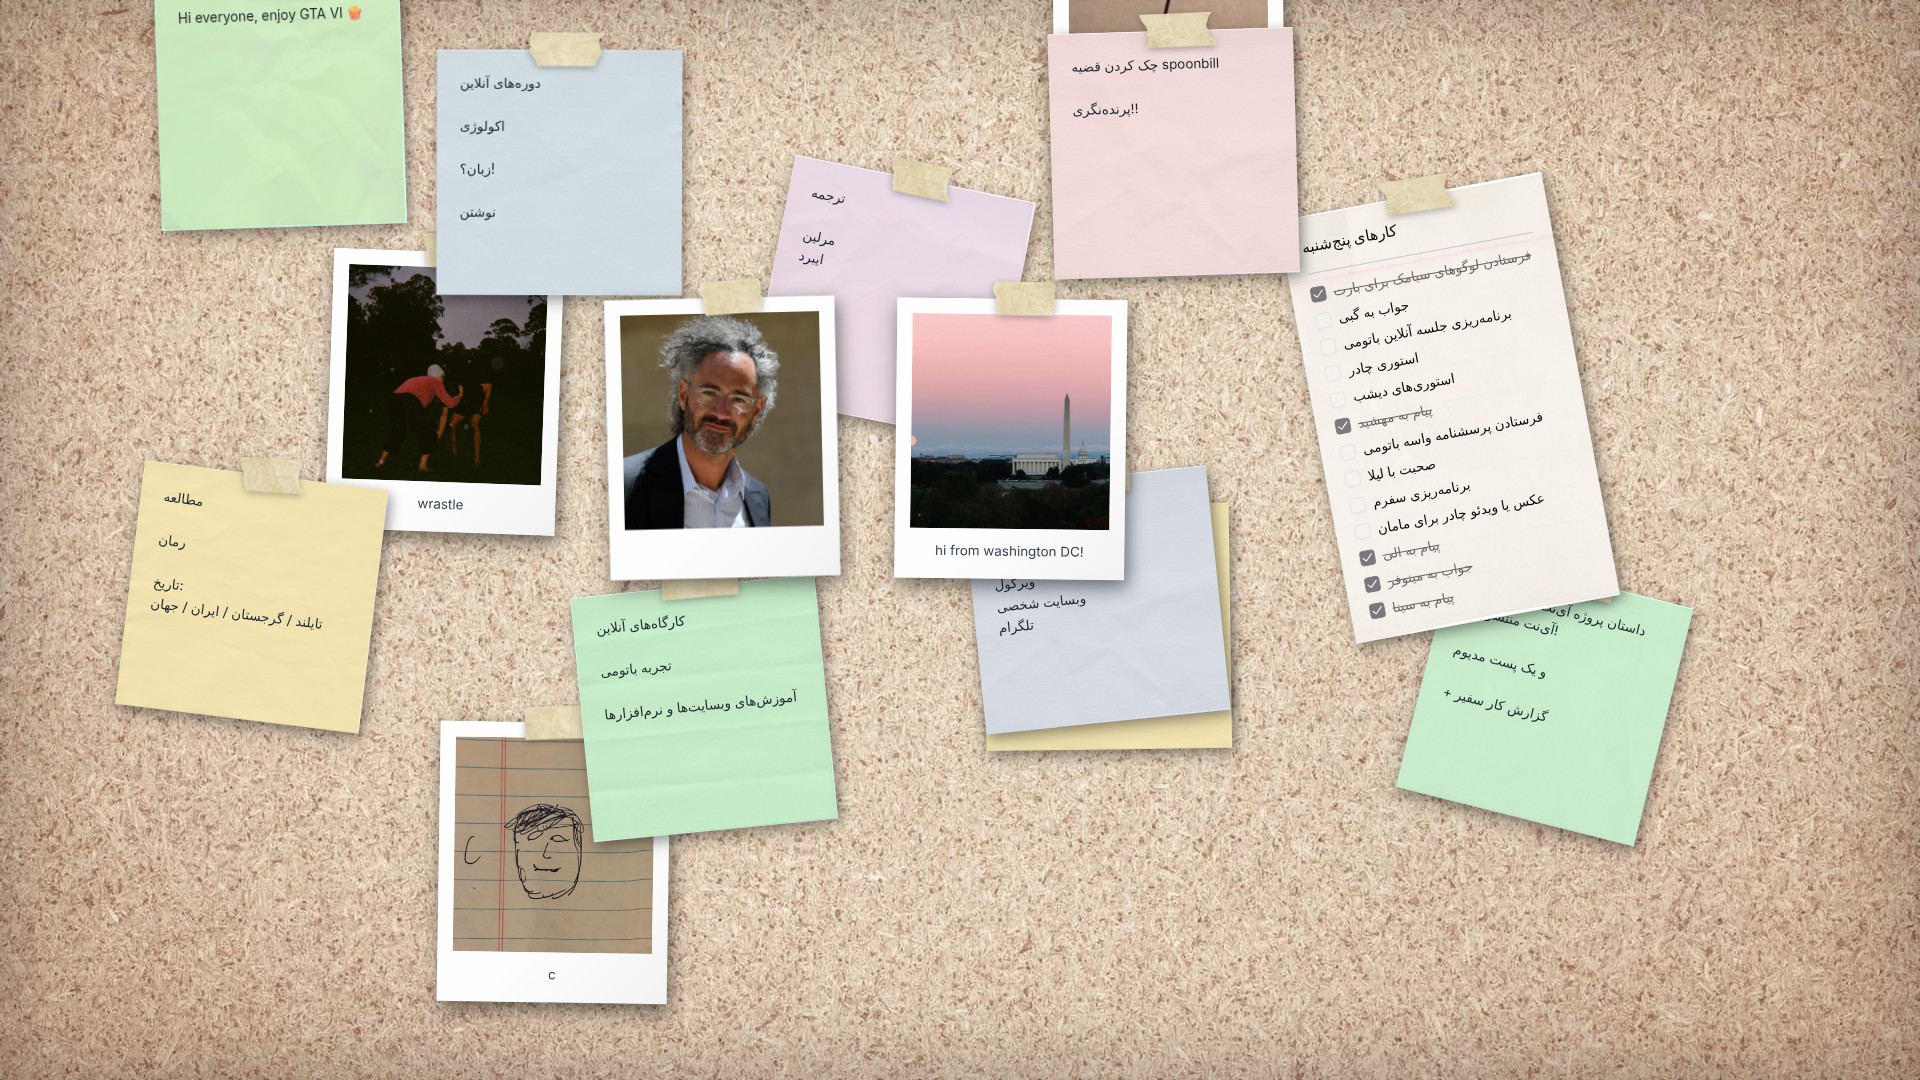 Hi everyone, enjoy GTA VI 🍿
دوره‌های آنلاین
اکولوژی
زبان؟!
نوشتن
ترجمه
مرلین
ایبرد
چک کردن قضیه spoonbill
پرنده‌نگری!!
کارهای پنج‌شنبه
فرستادن لوگوهای سیامک برای بارت
جواب به گبی
برنامه‌ریزی جلسه آنلاین باتومی
استوری چادر
استوری‌های دیشب
پیام به مهشید
فرستادن پرسشنامه واسه باتومی
صحبت با لیلا
برنامه‌ریزی سفرم
عکس یا ویدئو چادر برای مامان
پیام به الی
جواب به مینوفر
پیام به سینا
wrastle
hi from washington DC!
مطالعه
رمان
تاریخ:
تایلند / گرجستان / ایران / جهان
ویرگول
وبسایت شخصی
تلگرام
کارگاه‌های آنلاین
تجربه باتومی
آموزش‌های وبسایت‌ها و نرم‌افزارها
داستان پروژه آی‌نت
آی‌نت
و یک پست مدیوم
گزارش کار سفیر +
C
c